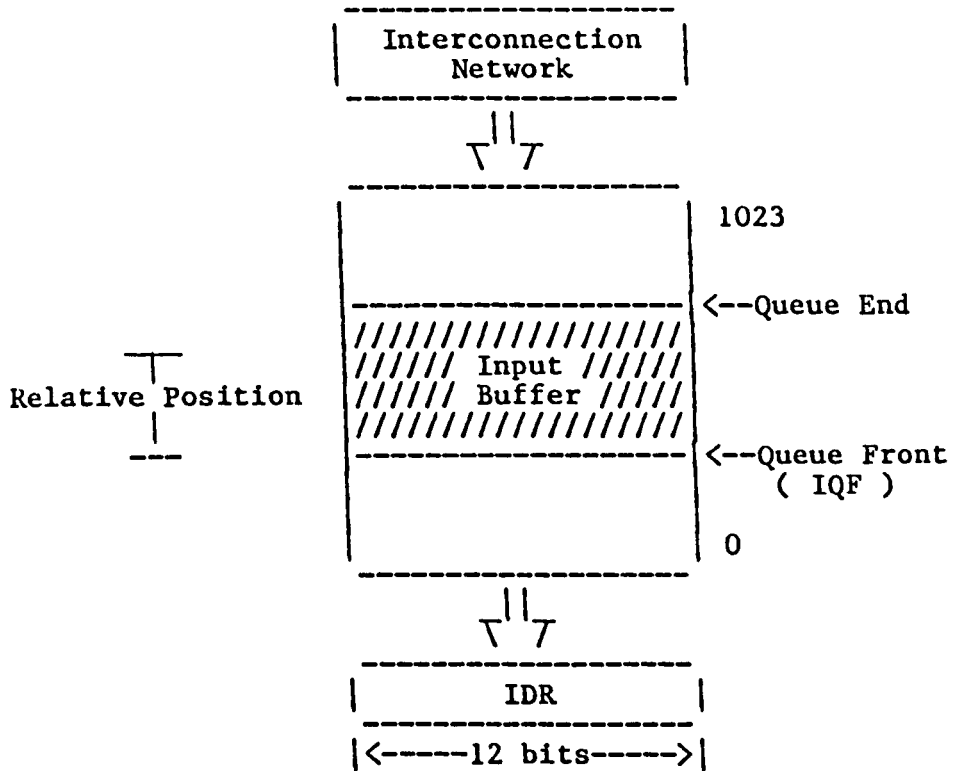 Interconnection
Network
1023
<--Queue End
Input
Buffer
Relative Position
<--Queue Front
( IQF )
0
IDR
|<-----12 bits----->|